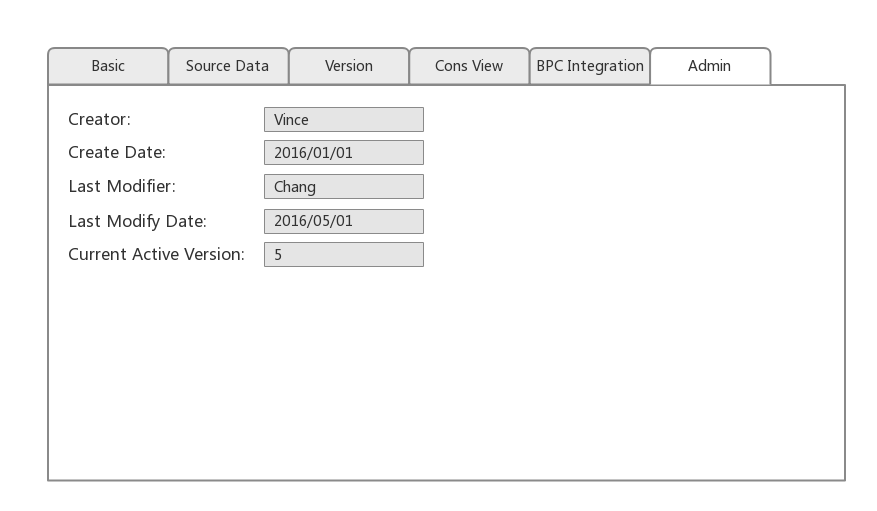 Basic Source Data Version Cons View BPC Integration Admin
Creator: Vince
Create Date: 2016/01/01
Last Modifier: Chang
Last Modify Date: 2016/05/01
Current Active Version: 5